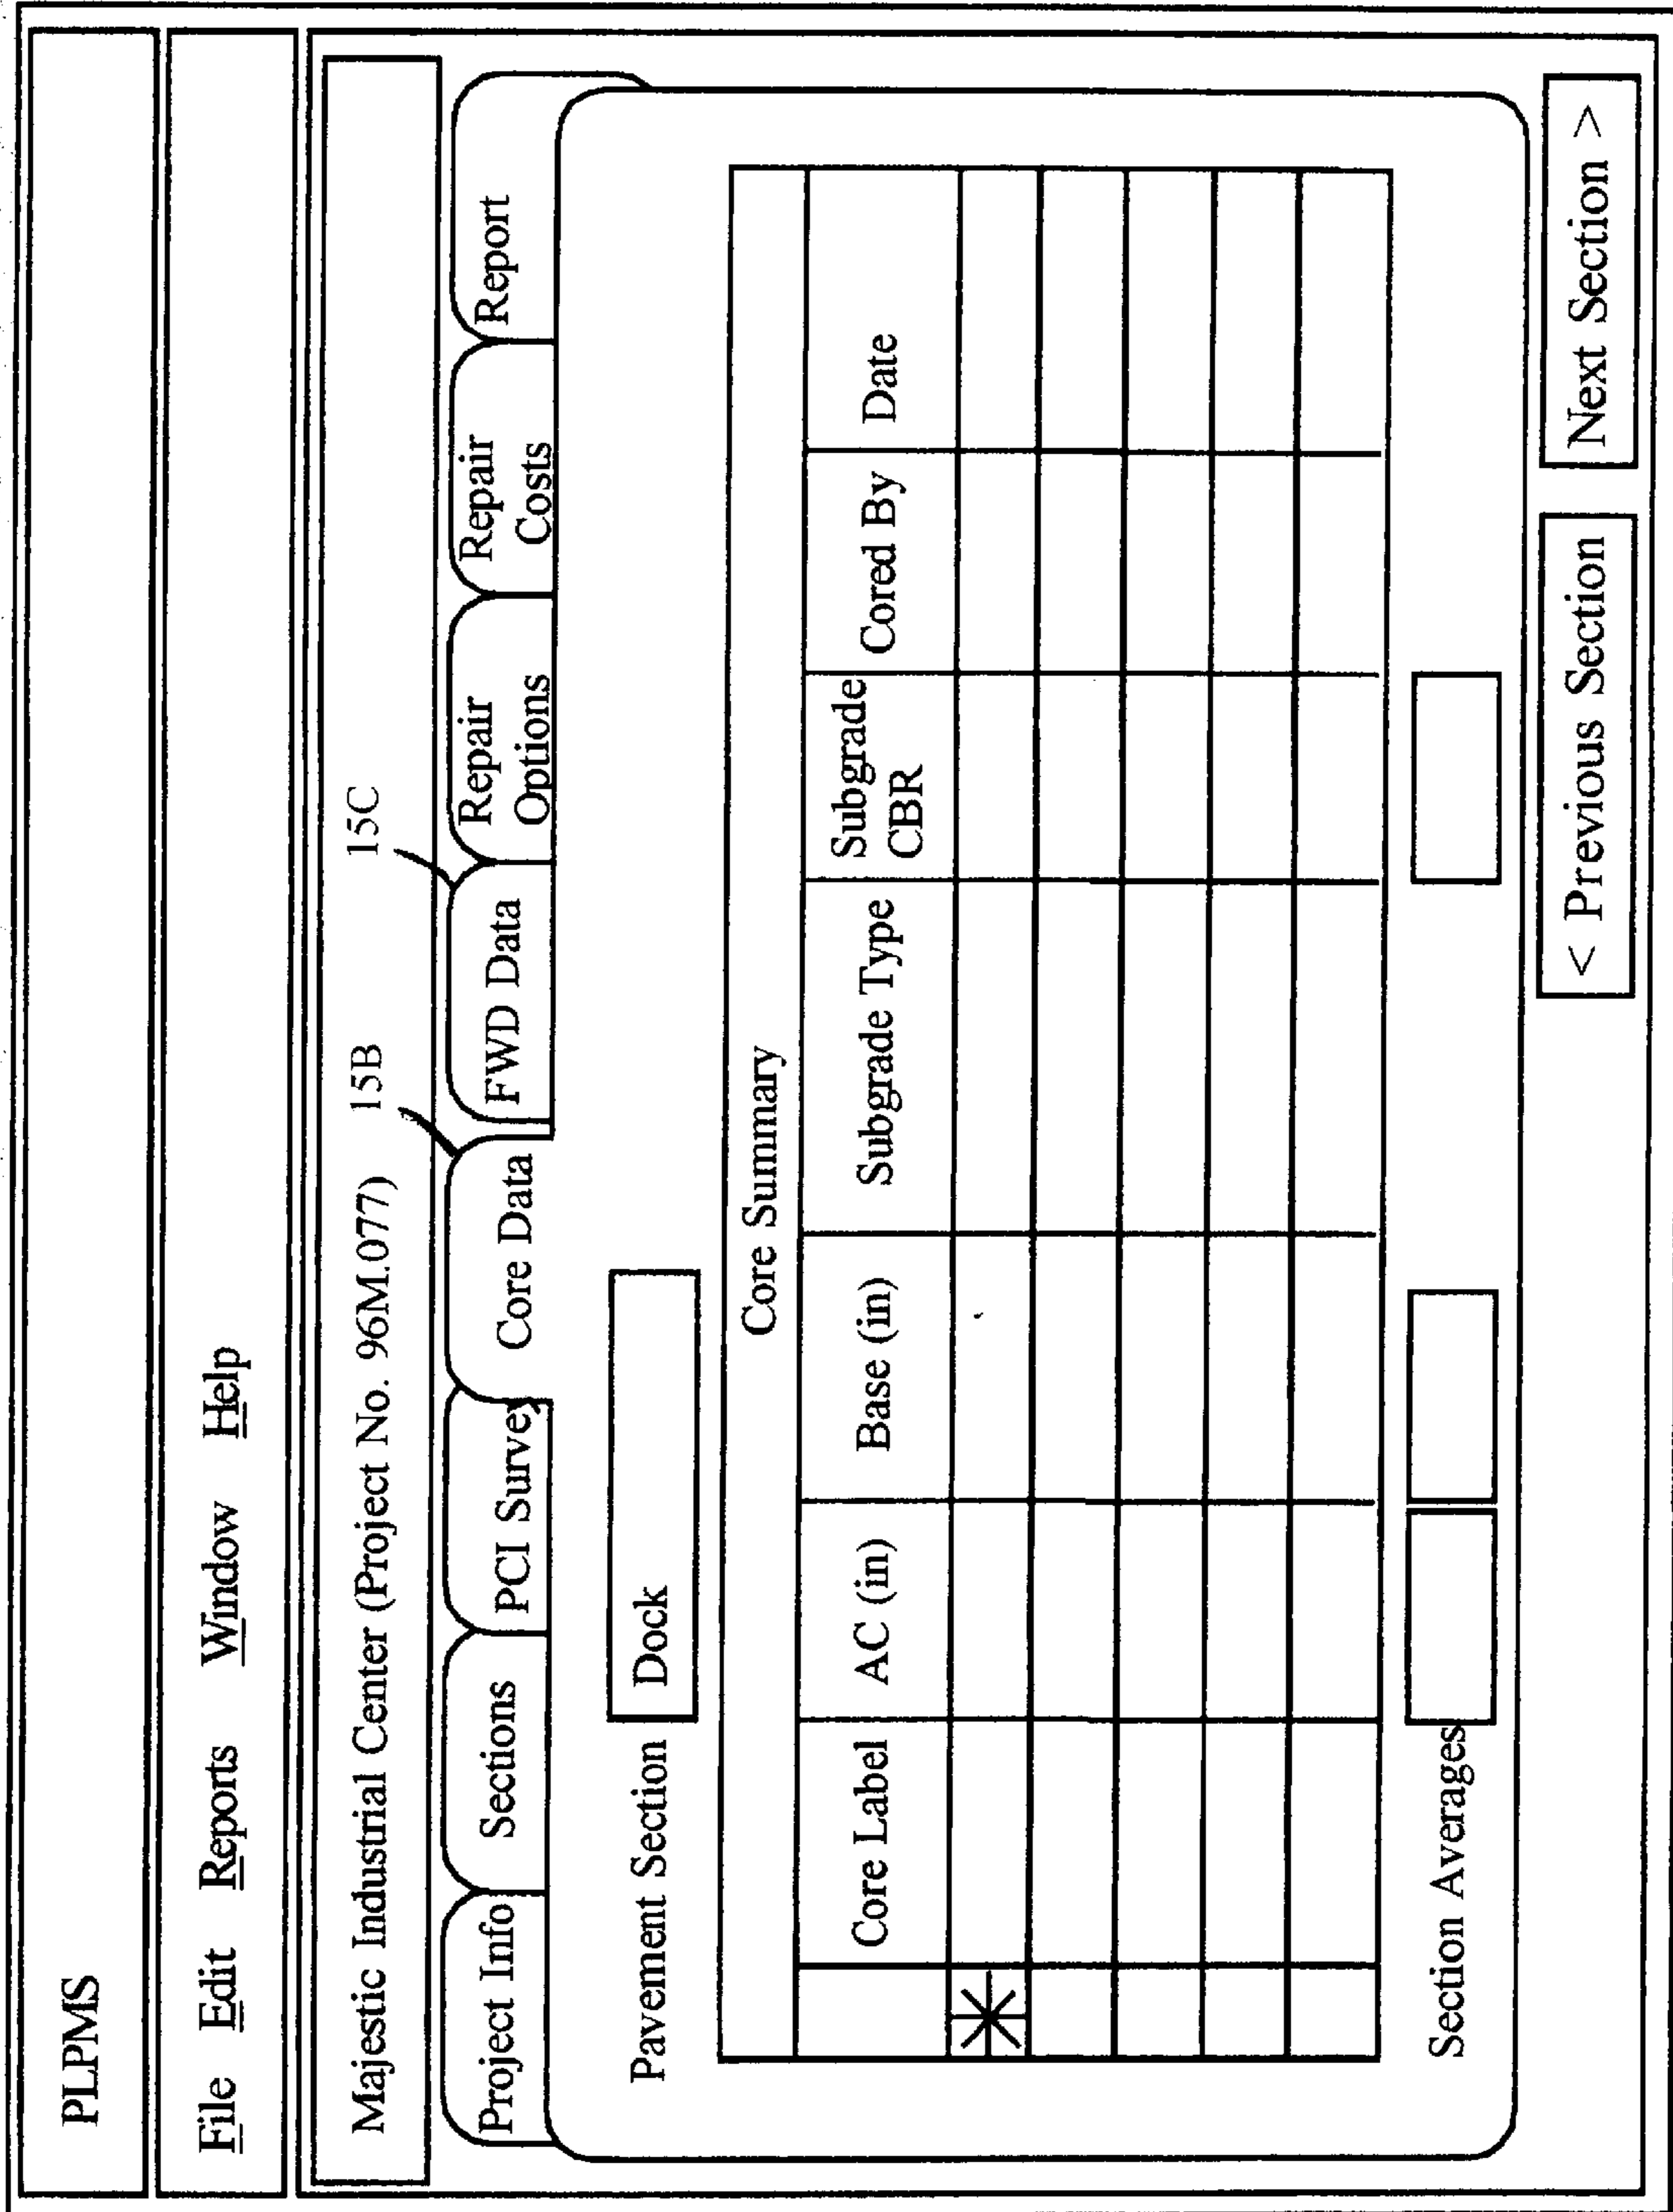 PLPMS
File Edit Reports Window Help
Majestic Industrial Center (Project No. 96M.077)
15B
15C
Project Info
Sections
PCI Survey
Core Data
FWD Data
Repair
Options
Repair
Costs
Report
Pavement Section Dock
Core Summary
Core Label
AC (in)
Base (in)
Subgrade Type
Subgrade
CBR
Cored By
Date
Section Averages
< Previous Section
Next Section >